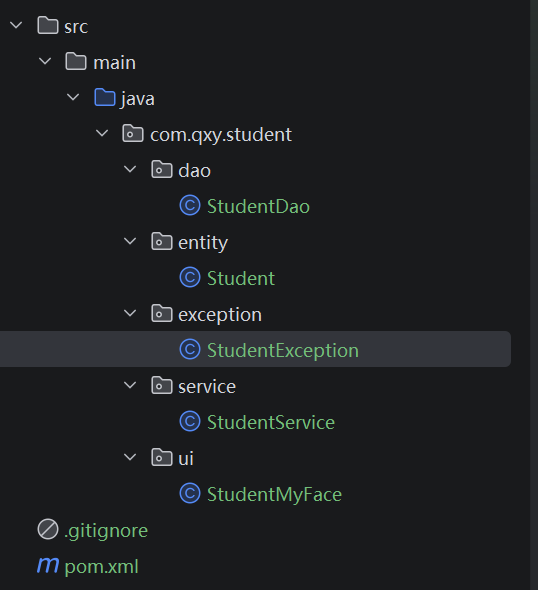 src
main
java
com.qxy.student
dao
StudentDao
entity
Student
exception
StudentException
service
StudentService
ui
StudentMyFace
.gitignore
pom.xml